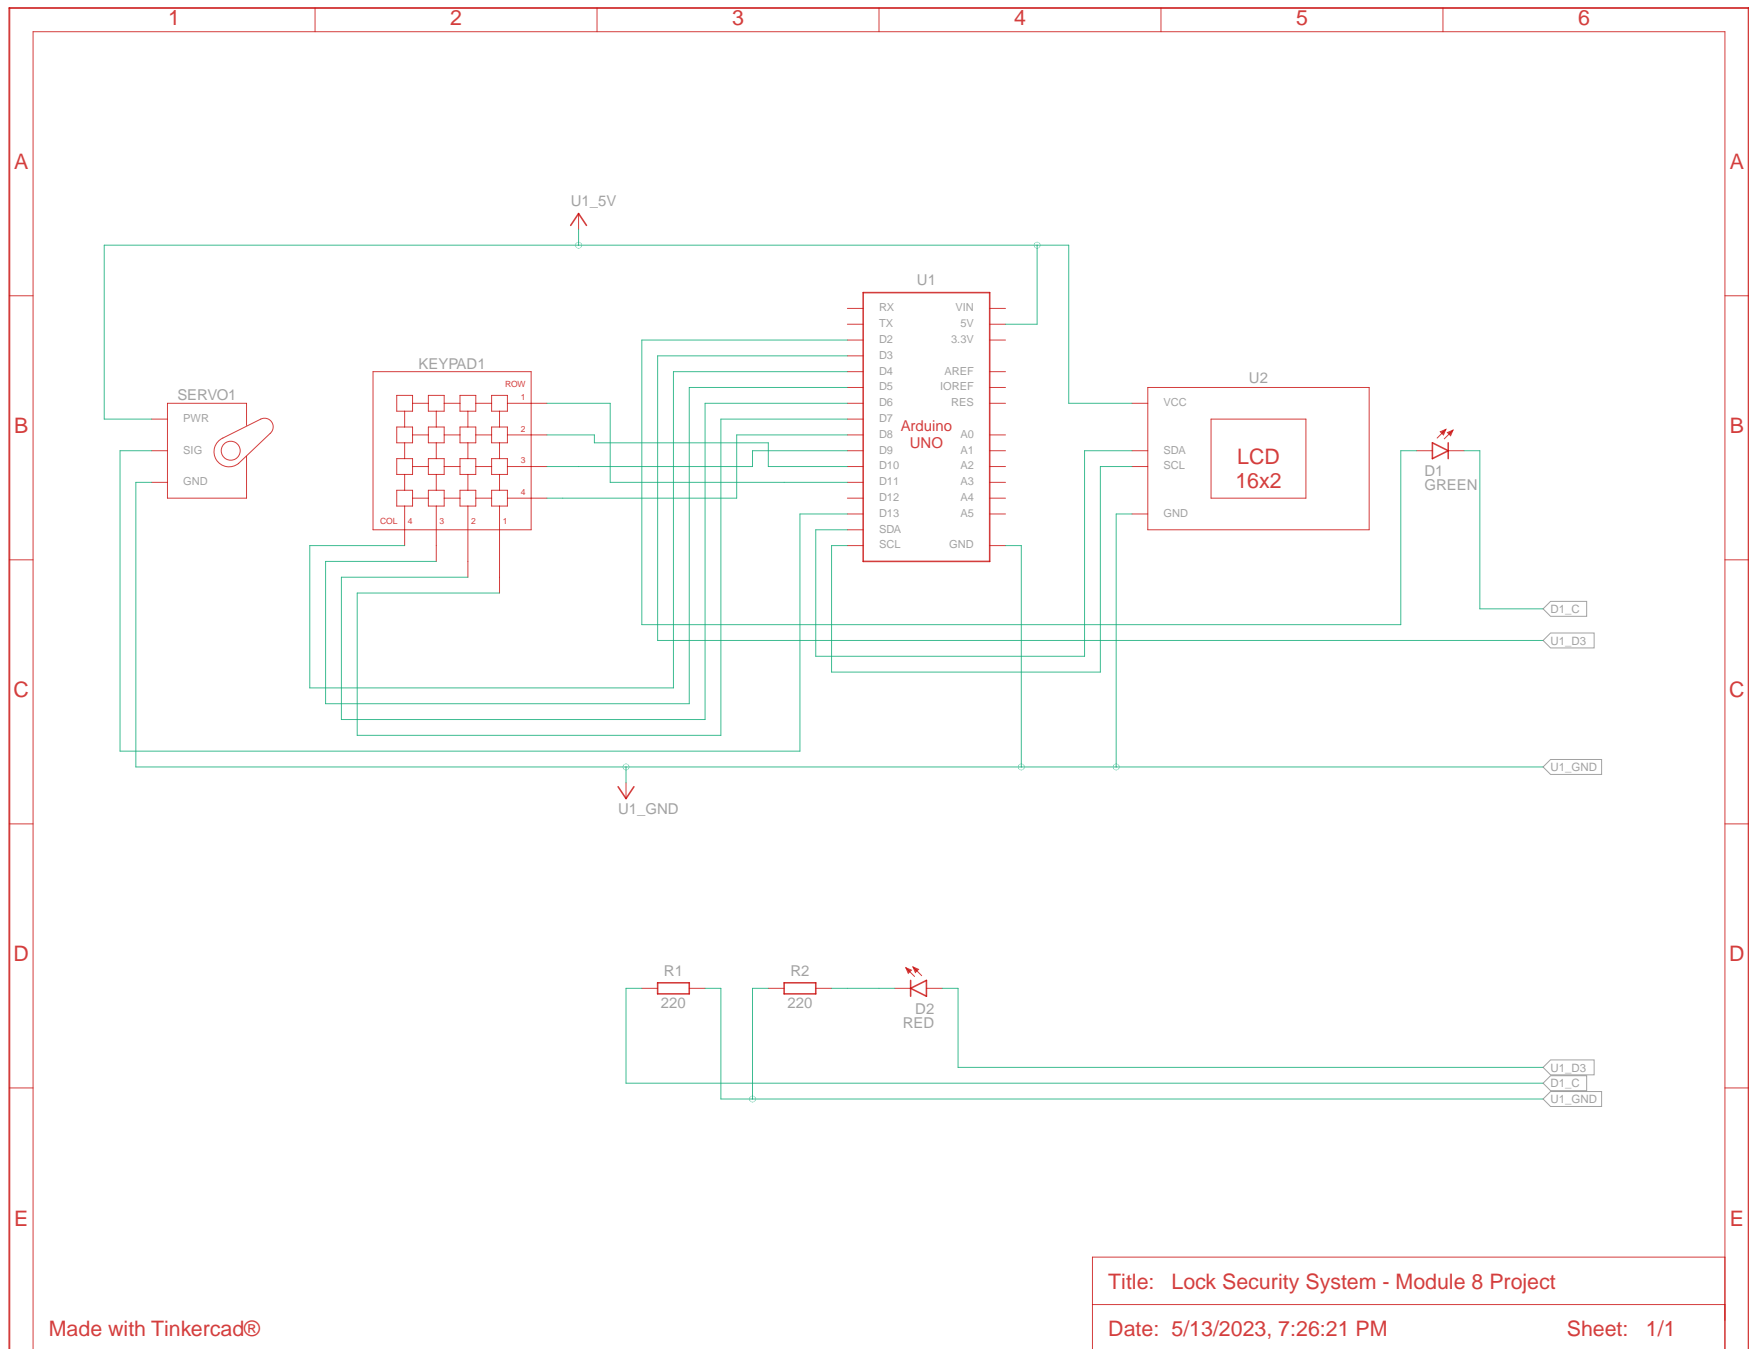 1 2 3 4 5 6
A A
U1_5V
U1
RX VIN
TX 5V
D2 3.3V
D3
D4 AREF
D5 IOREF
D6 RES
D7
D8 A0
D9 A1
D10 A2
D11 A3
D12 A4
D13 A5
SDA
SCL GND
Arduino
UNO
KEYPAD1
ROW
1
2
3
4
COL 4 3 2 1
SERVO1
PWR
SIG
GND
U2
VCC
SDA
SCL
GND
LCD
16x2
D1
GREEN
B B
D1_C
U1_D3
C C
U1_GND
U1_GND
D D
R1
220
R2
220
D2
RED
U1_D3
D1_C
U1_GND
E E
Title: Lock Security System - Module 8 Project
Made with Tinkercad®
Date: 5/13/2023, 7:26:21 PM Sheet: 1/1